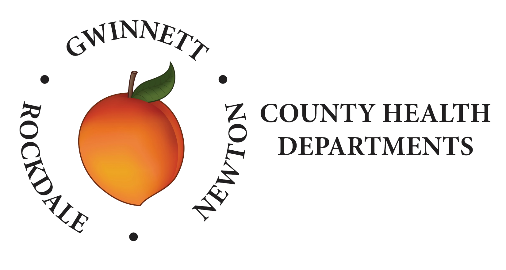 GWINNETT
NEWTON
ROCKDALE
COUNTY HEALTH
DEPARTMENTS